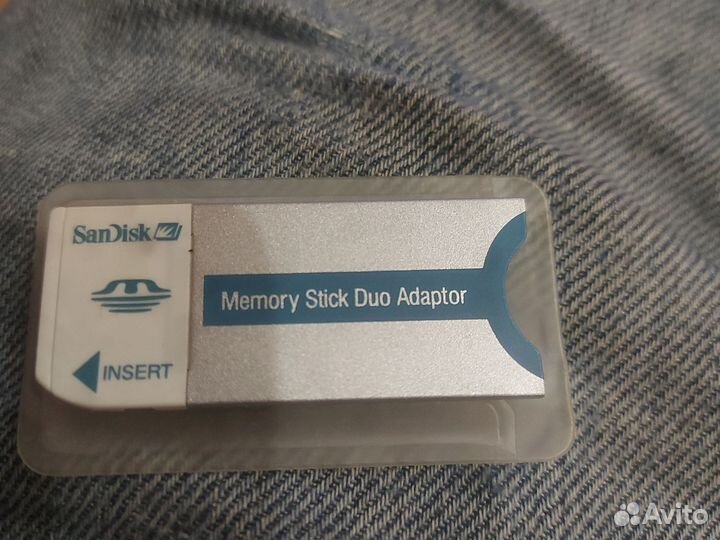 SanDisk
Memory Stick Duo Adaptor
INSERT
Avito